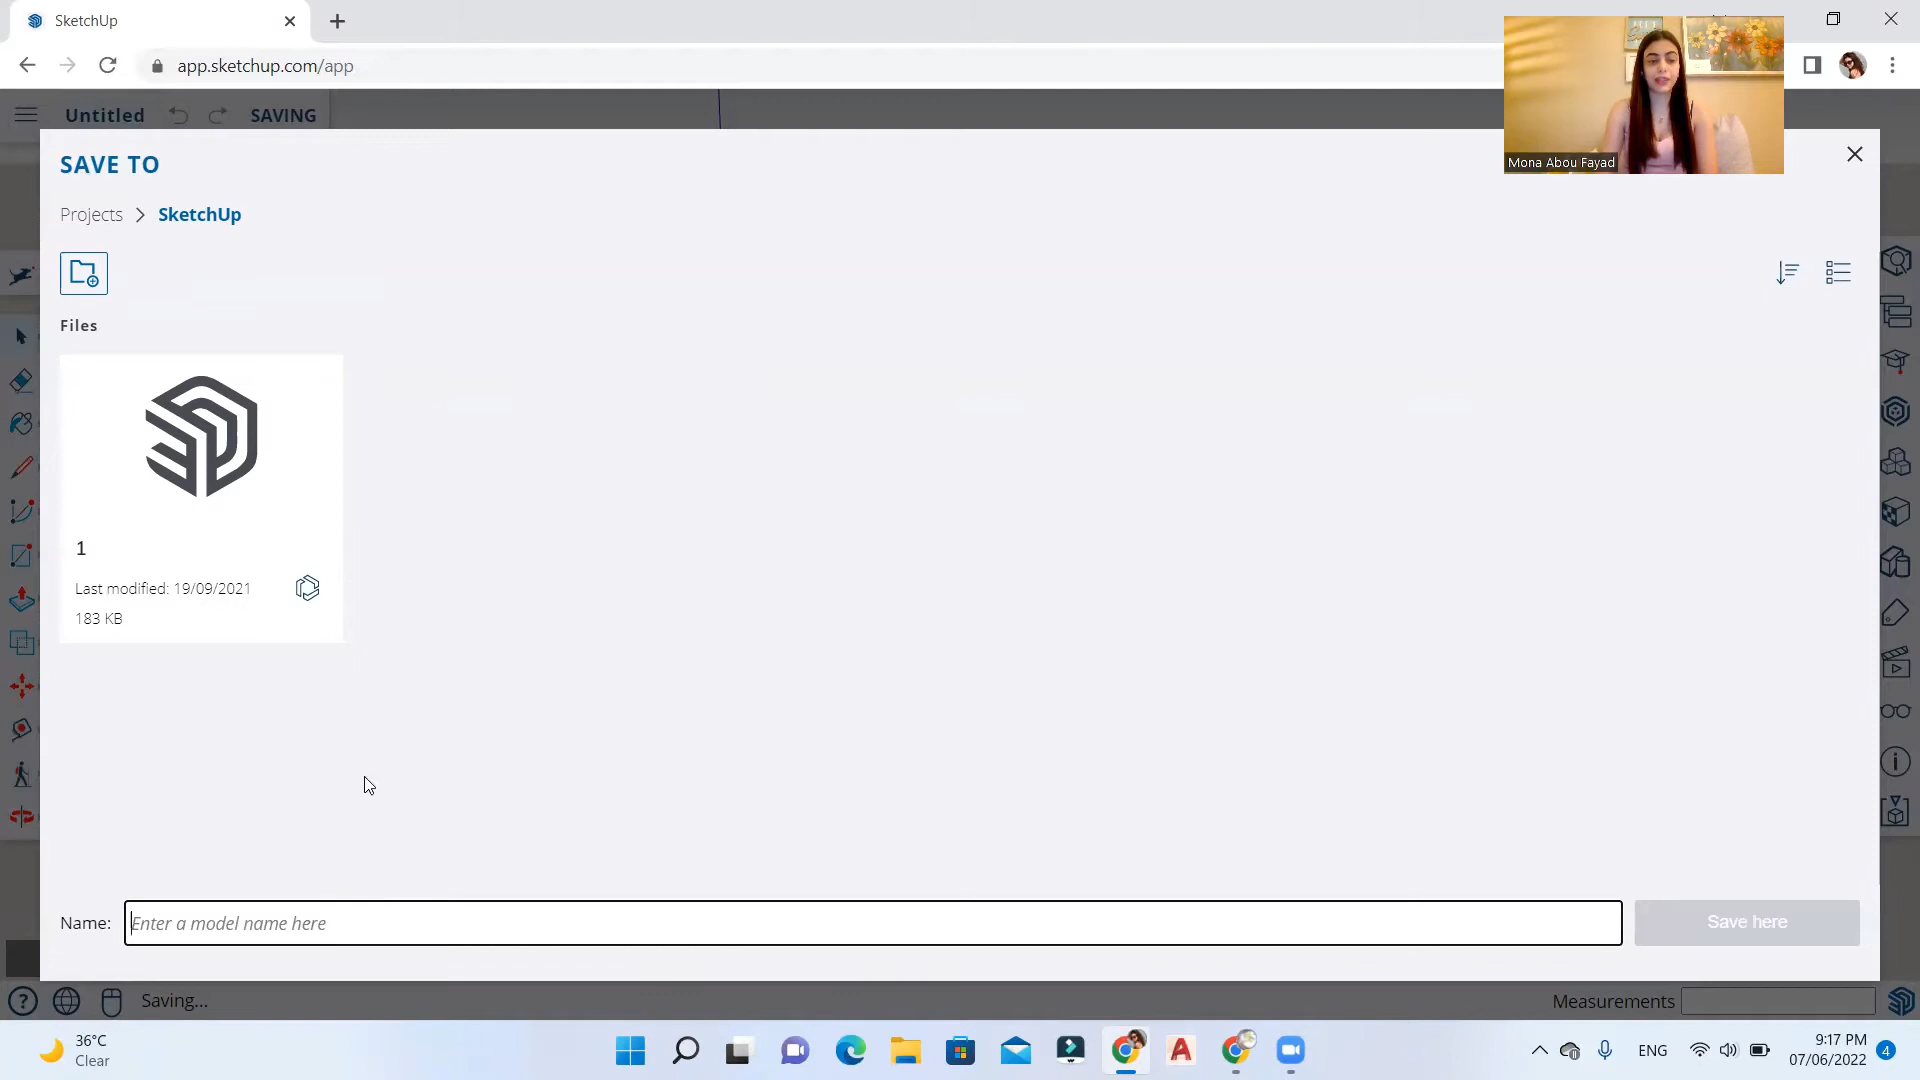 SketchUp
app.sketchup.com/app
Untitled
SAVING
Mona Abou Fayad
SAVE TO
Projects > SketchUp
Files
1
Last modified: 19/09/2021
183 KB
Name:
Enter a model name here
Save here
Saving...
Measurements
36°C
Clear
ENG
9:17 PM
07/06/2022
4